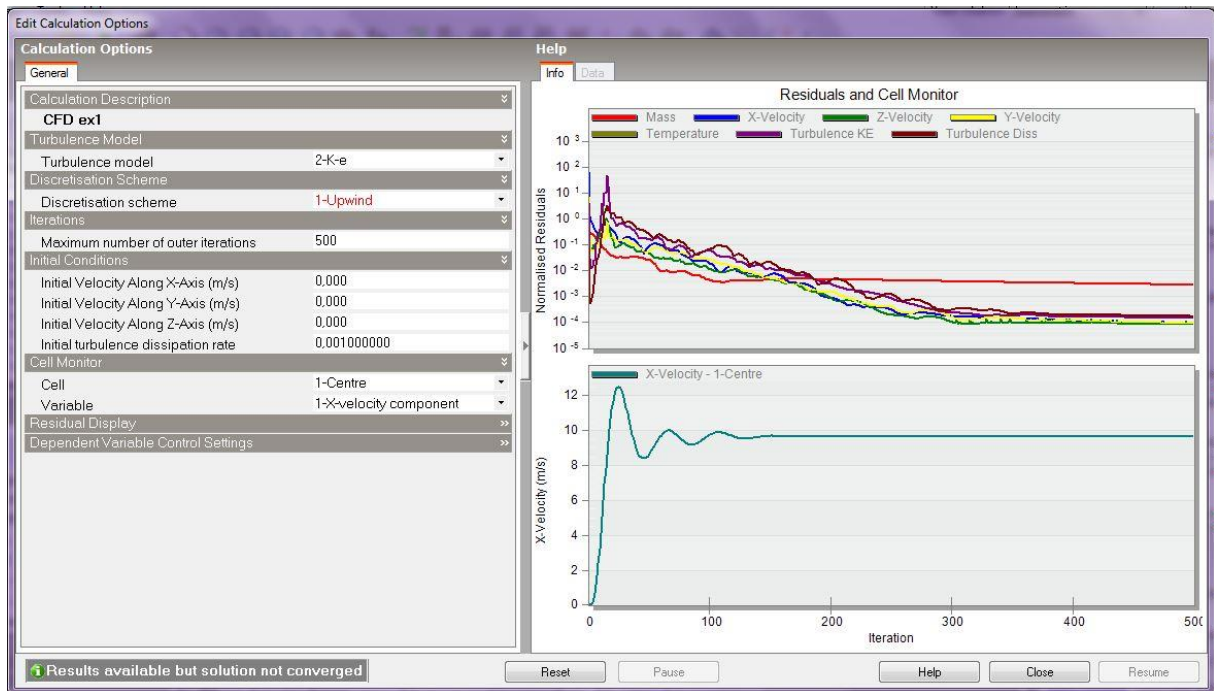 Edit Calculation Options
Calculation Options
General
Calculation Description
CFD ex1
Turbulence Model
Turbulence model 2-K-e
Discretisation Scheme
Discretisation scheme 1-Upwind
Iterations
Maximum number of outer iterations 500
Initial Conditions
Initial Velocity Along X-Axis (m/s) 0,000
Initial Velocity Along Y-Axis (m/s) 0,000
Initial Velocity Along Z-Axis (m/s) 0,000
Initial turbulence dissipation rate 0,001000000
Cell Monitor
Cell 1-Centre
Variable 1-X-velocity component
Residual Display
Dependent Variable Control Settings
Results available but solution not converged
Help
Info Data
Residuals and Cell Monitor
Mass X-Velocity Z-Velocity Y-Velocity
Temperature Turbulence KE Turbulence Diss
Normalised Residuals
10 3
10 2
10 1
10 0
10 -1
10 -2
10 -3
10 -4
10 -5
X-Velocity - 1-Centre
X-Velocity (m/s)
12
10
8
6
4
2
0
0 100 200 300 400 500
Iteration
Reset Pause Help Close Resume